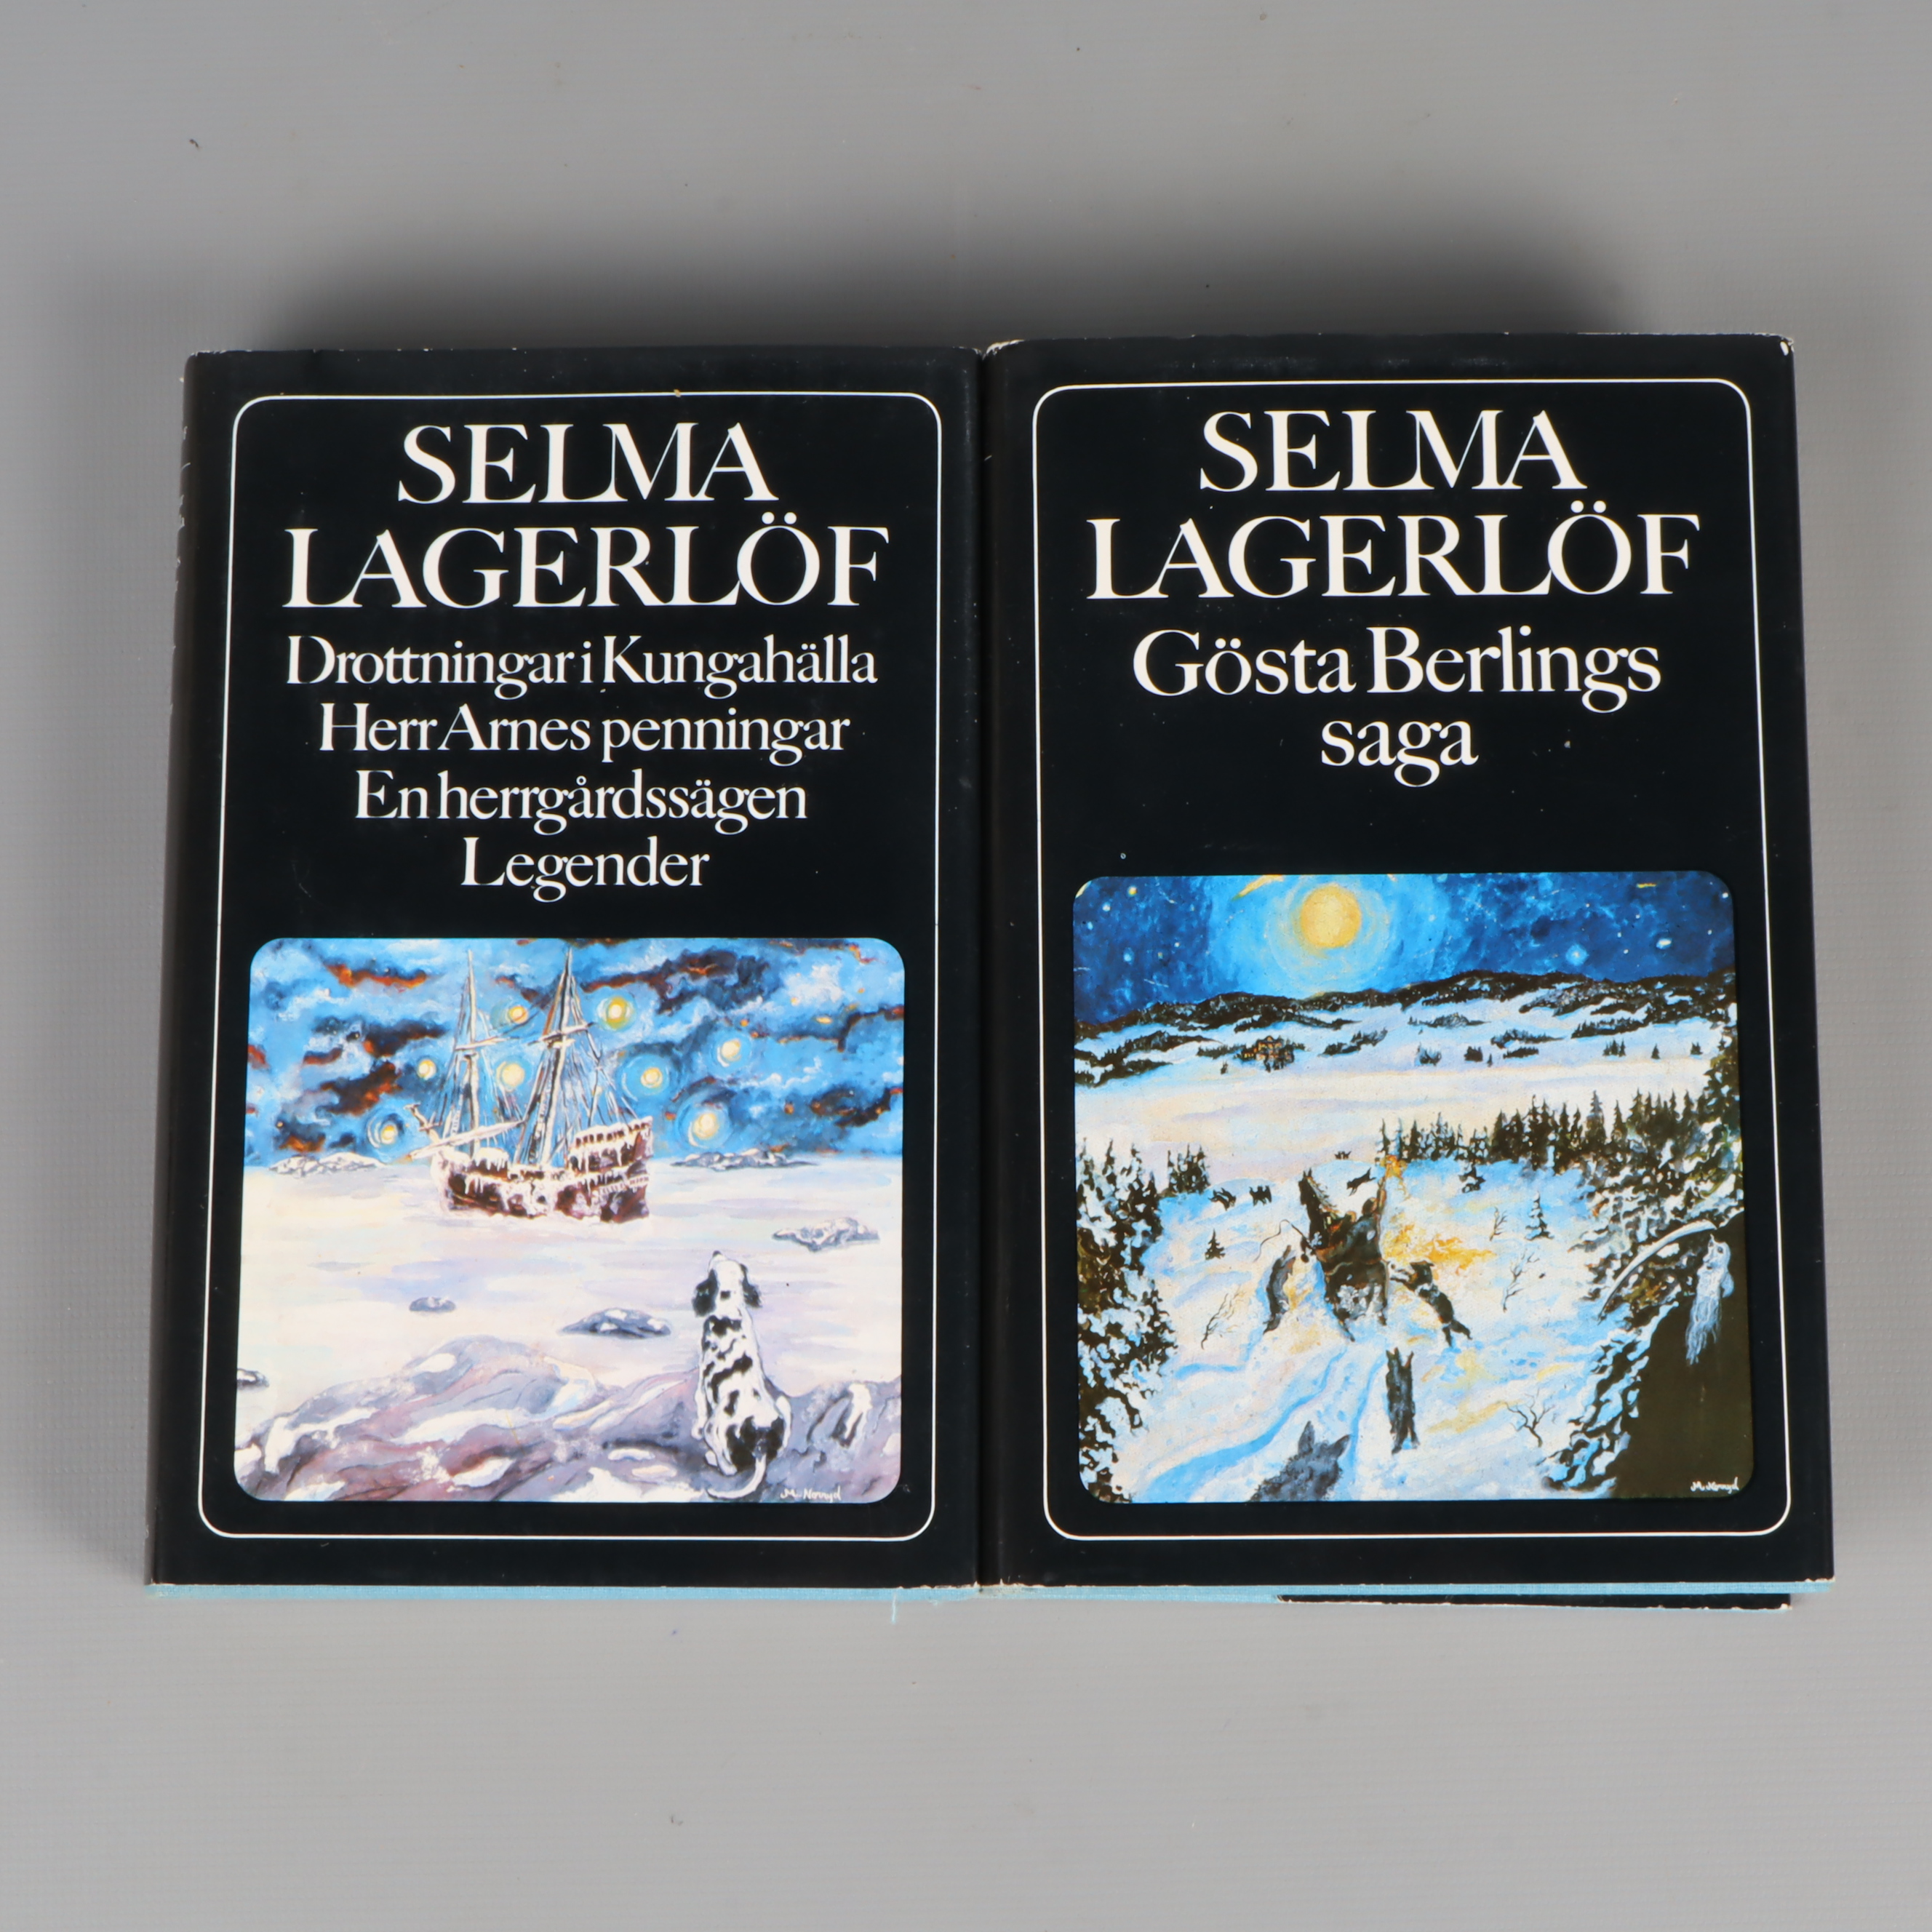 SELMA
LAGERLÖF
Drottningar i Kungahälla
Herr Arnes penningar
En herrgårdssägen
Legender
SELMA
LAGERLÖF
Gösta Berlings
saga